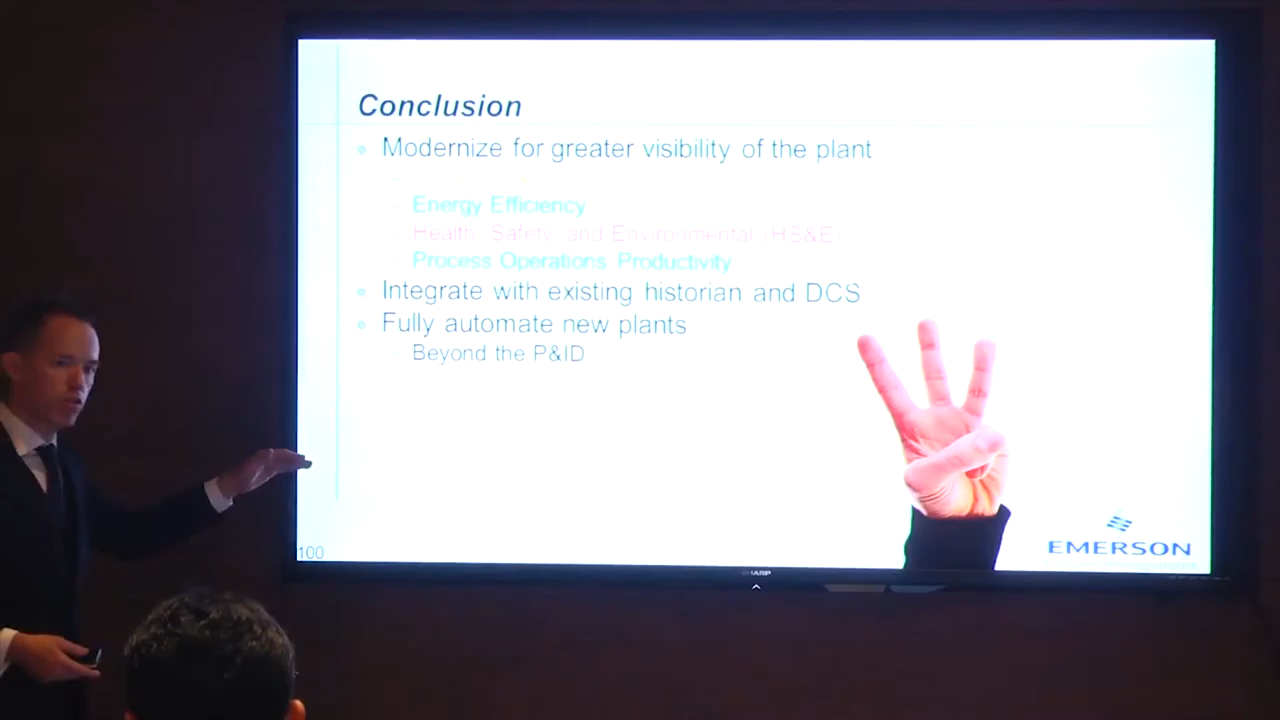 Conclusion
Modernize for greater visibility of the plant
Energy Efficiency
Health, Safety, and Environmental (HS&E)
Process Operations Productivity
Integrate with existing historian and DCS
Fully automate new plants
Beyond the P&ID
100
EMERSON
SHARP